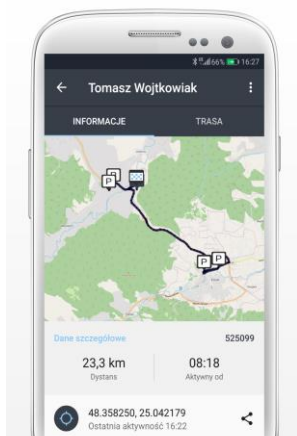 66% 16:27
Tomasz Wojtkowiak
INFORMACJE TRASA
P P
P P
Dane szczegółowe 525099
23,3 km 08:18
Dystans Aktywny od
48.358250, 25.042179
Ostatnia aktywność 16:22